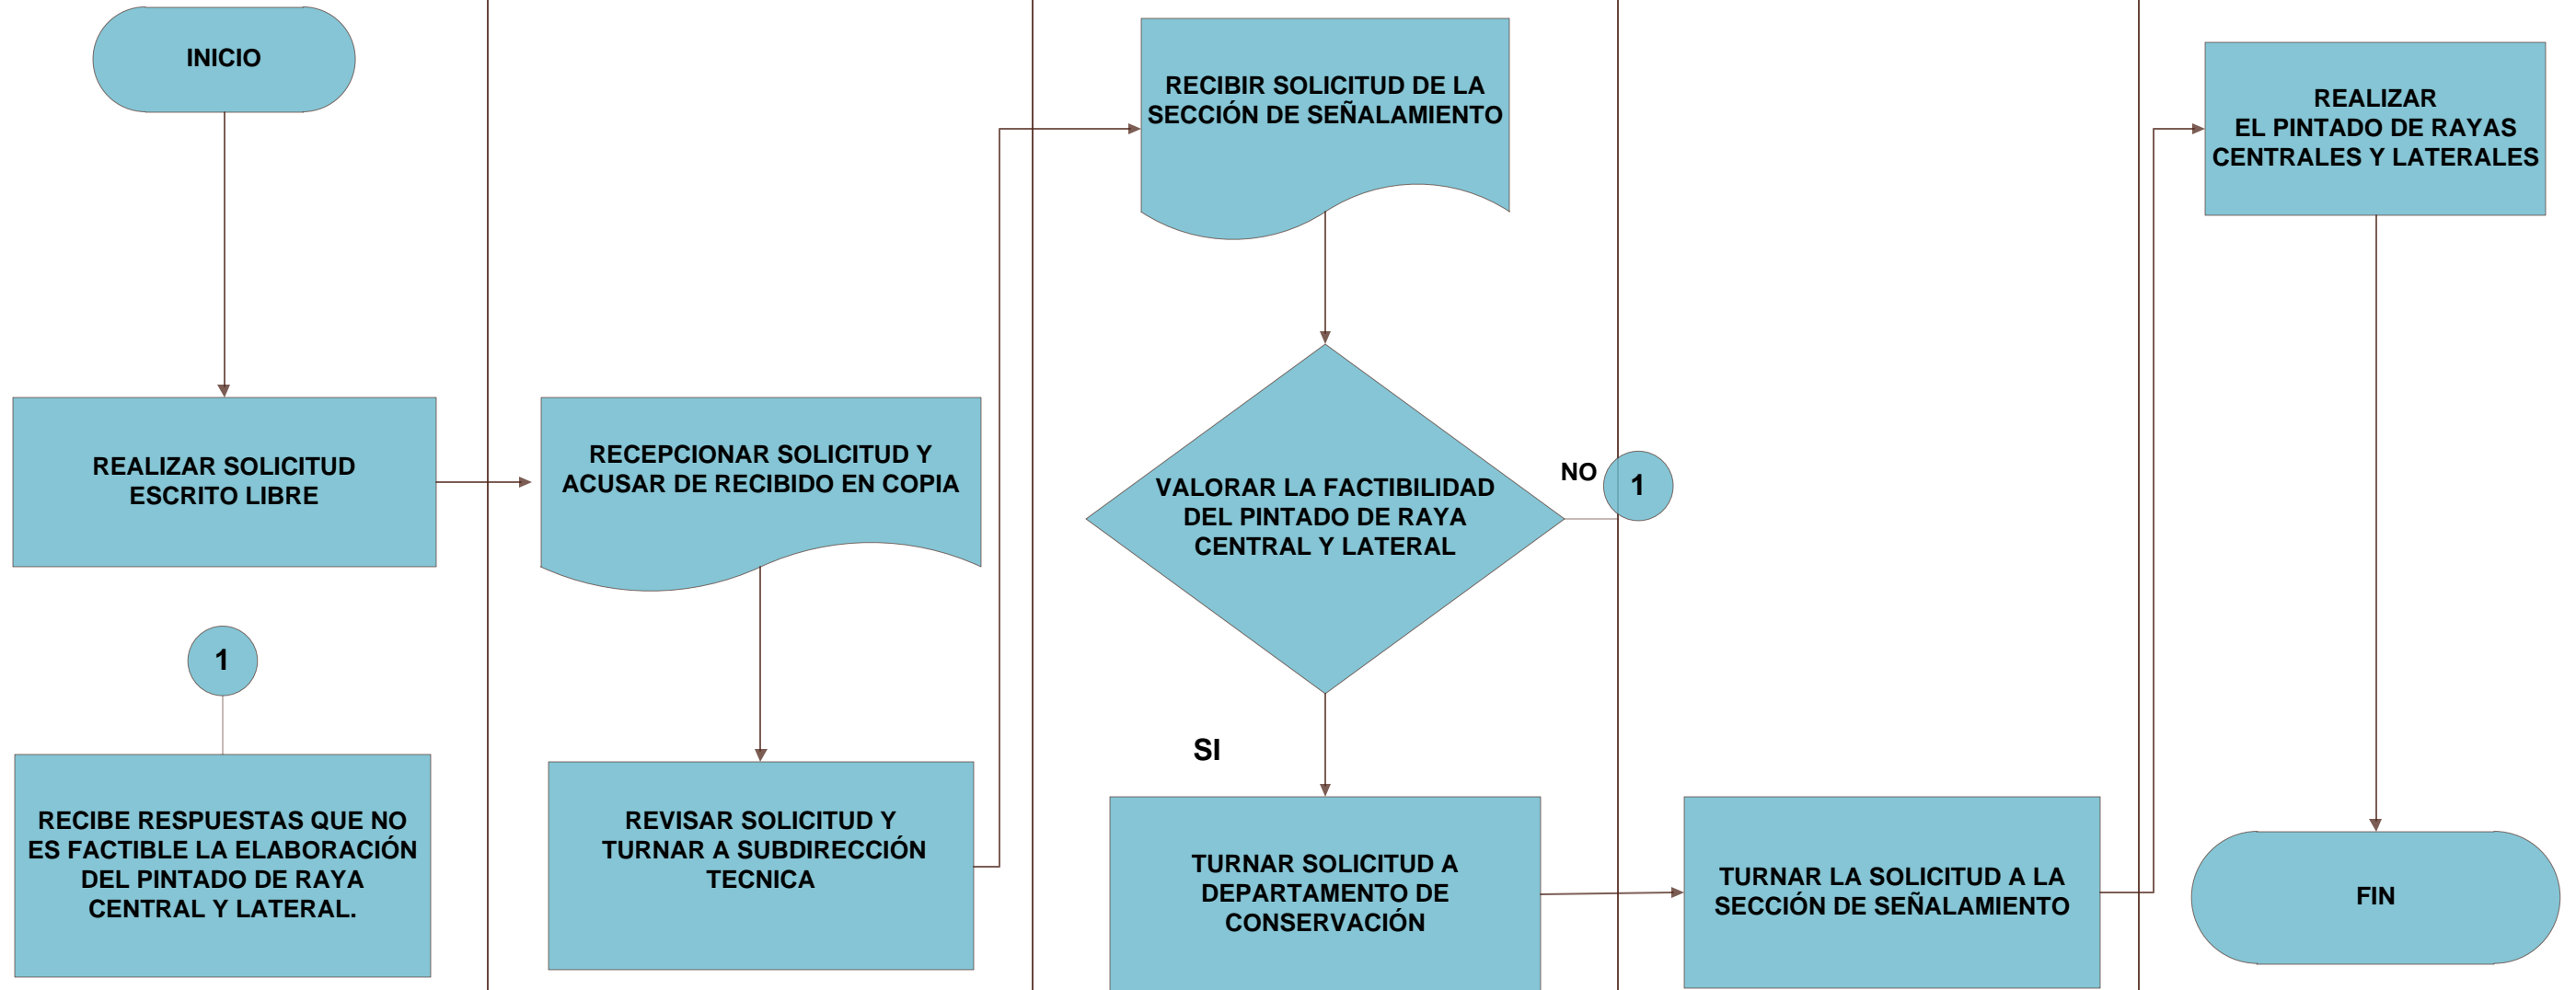 INICIO
REALIZAR SOLICITUD
ESCRITO LIBRE
1
RECIBE RESPUESTAS QUE NO
ES FACTIBLE LA ELABORACIÓN
DEL PINTADO DE RAYA
CENTRAL Y LATERAL.
RECEPCIONAR SOLICITUD Y
ACUSAR DE RECIBIDO EN COPIA
REVISAR SOLICITUD Y
TURNAR A SUBDIRECCIÓN
TECNICA
RECIBIR SOLICITUD DE LA
SECCIÓN DE SEÑALAMIENTO
VALORAR LA FACTIBILIDAD
DEL PINTADO DE RAYA
CENTRAL Y LATERAL
NO
1
SI
TURNAR SOLICITUD A
DEPARTAMENTO DE
CONSERVACIÓN
TURNAR LA SOLICITUD A LA
SECCIÓN DE SEÑALAMIENTO
REALIZAR
EL PINTADO DE RAYAS
CENTRALES Y LATERALES
FIN